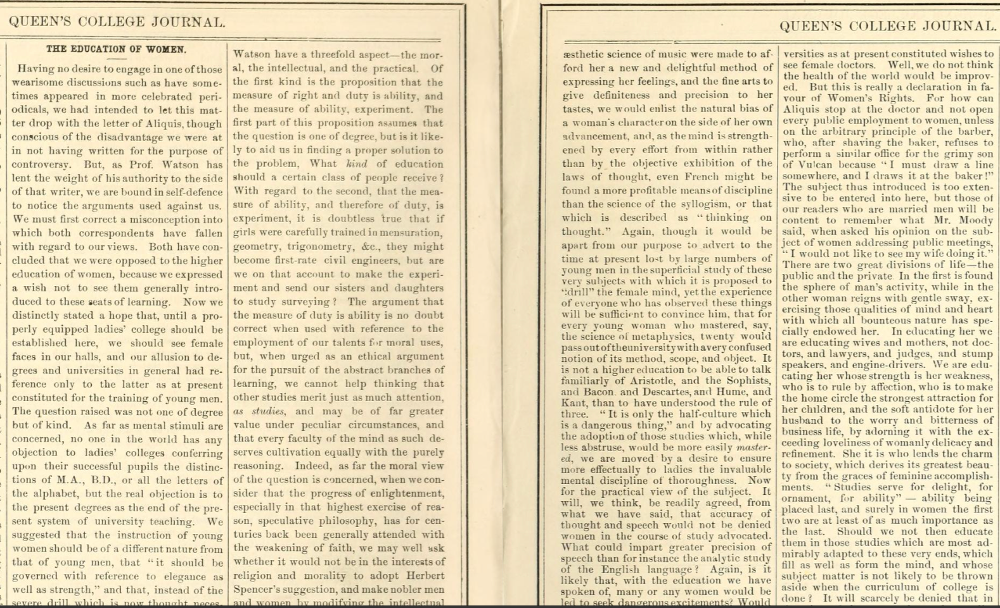 QUEEN'S COLLEGE JOURNAL.
THE EDUCATION OF WOMEN.
Having no desire to engage in one of those
wearisome discussions such as have some-
times appeared in more celebrated peri-
odicals, we had intended to let this mat-
ter drop with the letter of Aliquis, though
conscious of the disadvantage we were at
in not having written for the purpose of
controversy. But, as Prof. Watson has
lent the weight of his authority to the side
of that writer, we are bound in self-defence
to notice the arguments used against us.
We must first correct a misconception into
which both correspondents have fallen
with regard to our views. Both have con-
cluded that we were opposed to the higher
education of women, because we expressed
a wish not to see them generally intro-
duced to these seats of learning. Now we
distinctly stated a hope that, until a pro-
perly equipped ladies' college should be
established here, we should see female
faces in our halls, and our allusion to de-
grees and universities in general had re-
ference only to the latter as at present
constituted for the training of young men.
The question raised was not one of degree
but of kind. As far as mental stimuli are
concerned, no one in the world has any
objection to ladies' colleges conferring
upon their successful pupils the distinc-
tions of M.A., B.D., or all the letters of
the alphabet, but the real objection is to
the present degrees as the end of the pre-
sent system of university teaching. We
suggested that the instruction of young
women should be of a different nature from
that of young men, that "it should be
governed with reference to elegance as
well as strength," and that, instead of the
severe drill which is now thought neces-
Watson have a threefold aspect—the mor-
al, the intellectual, and the practical. Of
the first kind is the proposition that the
measure of right and duty is ability, and
the measure of ability, experiment. The
first part of this proposition assumes that
the question is one of degree, but is it like-
ly to aid us in finding a proper solution to
the problem, What kind of education
should a certain class of people receive?
With regard to the second, that the mea-
sure of ability, and therefore of duty, is
experiment, it is doubtless true that if
girls were carefully trained in mensuration,
geometry, trigonometry, &c., they might
become first-rate civil engineers, but are
we on that account to make the experi-
ment and send our sisters and daughters
to study surveying? The argument that
the measure of duty is ability is no doubt
correct when used with reference to the
employment of our talents for moral uses,
but, when urged as an ethical argument
for the pursuit of the abstract branches of
learning, we cannot help thinking that
other studies merit just as much attention,
as studies, and may be of far greater
value under peculiar circumstances, and
that every faculty of the mind as such de-
serves cultivation equally with the purely
reasoning. Indeed, as far the moral view
of the question is concerned, when we con-
sider that the progress of enlightenment,
especially in that highest exercise of rea-
son, speculative philosophy, has for cen-
turies back been generally attended with
the weakening of faith, we may well ask
whether it would not be in the interests of
religion and morality to adopt Herbert
Spencer's suggestion, and make nobler men
and women by modifying the intellectual
QUEEN'S COLLEGE JOURNAL.
æsthetic science of music were made to af-
ford her a new and delightful method of
expressing her feelings, and the fine arts to
give definiteness and precision to her
tastes, we would enlist the natural bias of
a woman's character on the side of her own
advancement, and, as the mind is strength-
ened by every effort from within rather
than by the objective exhibition of the
laws of thought, even French might be
found a more profitable means of discipline
than the science of the syllogism, or that
which is described as "thinking on
thought." Again, though it would be
apart from our purpose to advert to the
time at present lost by large numbers of
young men in the superficial study of these
very subjects with which it is proposed to
"drill" the female mind, yet the experience
of everyone who has observed these things
will be sufficient to convince him, that for
every young woman who mastered, say,
the science of metaphysics, twenty would
pass out of the university with a very confused
notion of its method, scope, and object. It
is not a higher education to be able to talk
familiarly of Aristotle, and the Sophists,
and Bacon and Descartes, and Hume, and
Kant, than to have understood the rule of
three. "It is only the half-culture which
is a dangerous thing," and by advocating
the adoption of those studies which, while
less abstruse, would be more easily master-
ed, we are moved by a desire to ensure
more effectually to ladies the invaluable
mental discipline of thoroughness. Now
for the practical view of the subject. It
will, we think, be readily agreed, from
what we have said, that accuracy of
thought and speech would not be denied
women in the course of study advocated.
What could impart greater precision of
speech than for instance the analytic study
of the English language? Again, is it
likely that, with the education we have
spoken of, many or any women would be
led to seek dangerous excitements? Would
versities as at present constituted wishes to
see female doctors. Well, we do not think
the health of the world would be improv-
ed. But this is really a declaration in fa-
vour of Women's Rights. For how can
Aliquis stop at the doctor and not open
every public employment to women, unless
on the arbitrary principle of the barber,
who, after shaving the baker, refuses to
perform a similar office for the grimy son
of Vulcan because "I must draw a line
somewhere, and I draws it at the baker!"
The subject thus introduced is too exten-
sive to be entered into here, but those of
our readers who are married men will be
content to remember what Mr. Moody
said, when asked his opinion on the sub-
ject of women addressing public meetings,
"I would not like to see my wife doing it."
There are two great divisions of life—the
public and the private. In the first is found
the sphere of man's activity, while in the
other woman reigns with gentle sway, ex-
ercising those qualities of mind and heart
with which all bounteous nature has spe-
cially endowed her. In educating her we
are educating wives and mothers, not doc-
tors, and lawyers, and judges, and stump
speakers, and engine-drivers. We are edu-
cating her whose strength is her weakness,
who is to rule by affection, who is to make
the home circle the strongest attraction for
her children, and the soft antidote for her
husband to the worry and bitterness of
business life, by adorning it with the ex-
ceeding loveliness of womanly delicacy and
refinement. She it is who lends the charm
to society, which derives its greatest beau-
ty from the graces of feminine accomplish-
ments. "Studies serve for delight, for
ornament, for ability" — ability being
placed last, and surely in women the first
two are at least of as much importance as
the last. Should we not then educate
them in those studies which are most ad-
mirably adapted to these very ends, which
fill as well as form the mind, and whose
subject matter is not likely to be thrown
aside when the curriculum of college is
done? It will scarcely be denied that in